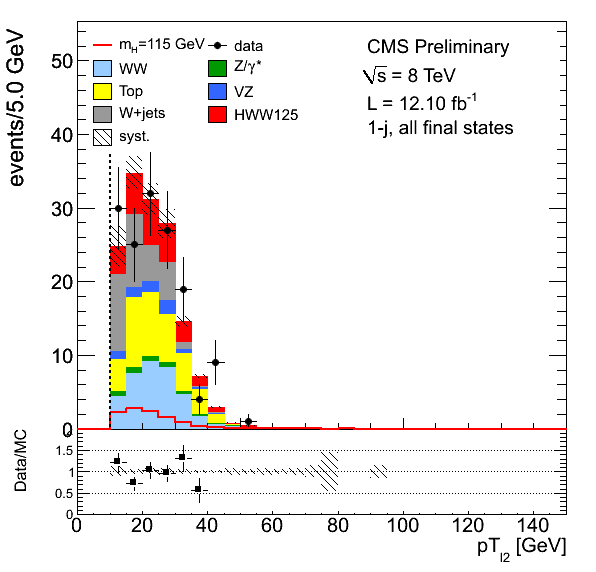 events/5.0 GeV
50
40
30
20
10
0
m_H=115 GeV
data
WW
Z/γ*
Top
VZ
W+jets
HWW125
syst.
CMS Preliminary
√s = 8 TeV
L = 12.10 fb⁻¹
1-j, all final states
Data/MC
1.5
1
0.5
0
0 20 40 60 80 100 120 140
pT_l2 [GeV]